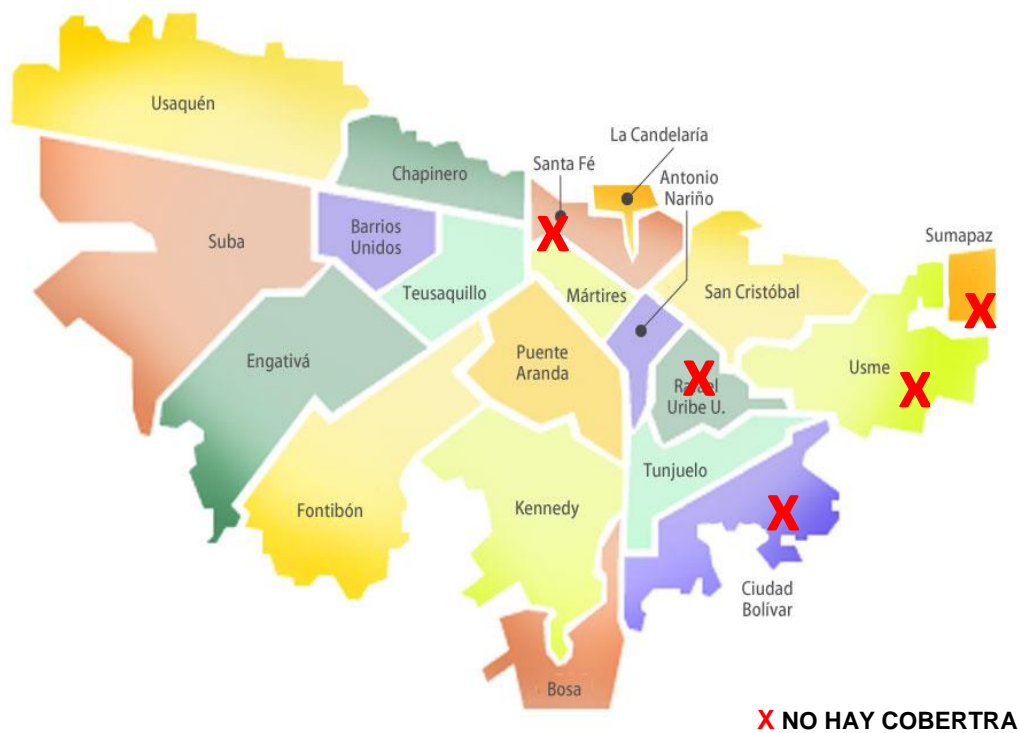 Usaquén
Chapinero
La Candelaría
Santa Fé
Antonio
Nariño
Barrios
Unidos
Suba
X
Sumapaz
Teusaquillo
Mártires
San Cristóbal
X
Engativá
Puente
Aranda
X
Rafael
Uribe U.
Usme
X
Tunjuelo
Fontibón
Kennedy
X
Ciudad
Bolívar
Bosa
X NO HAY COBERTRA